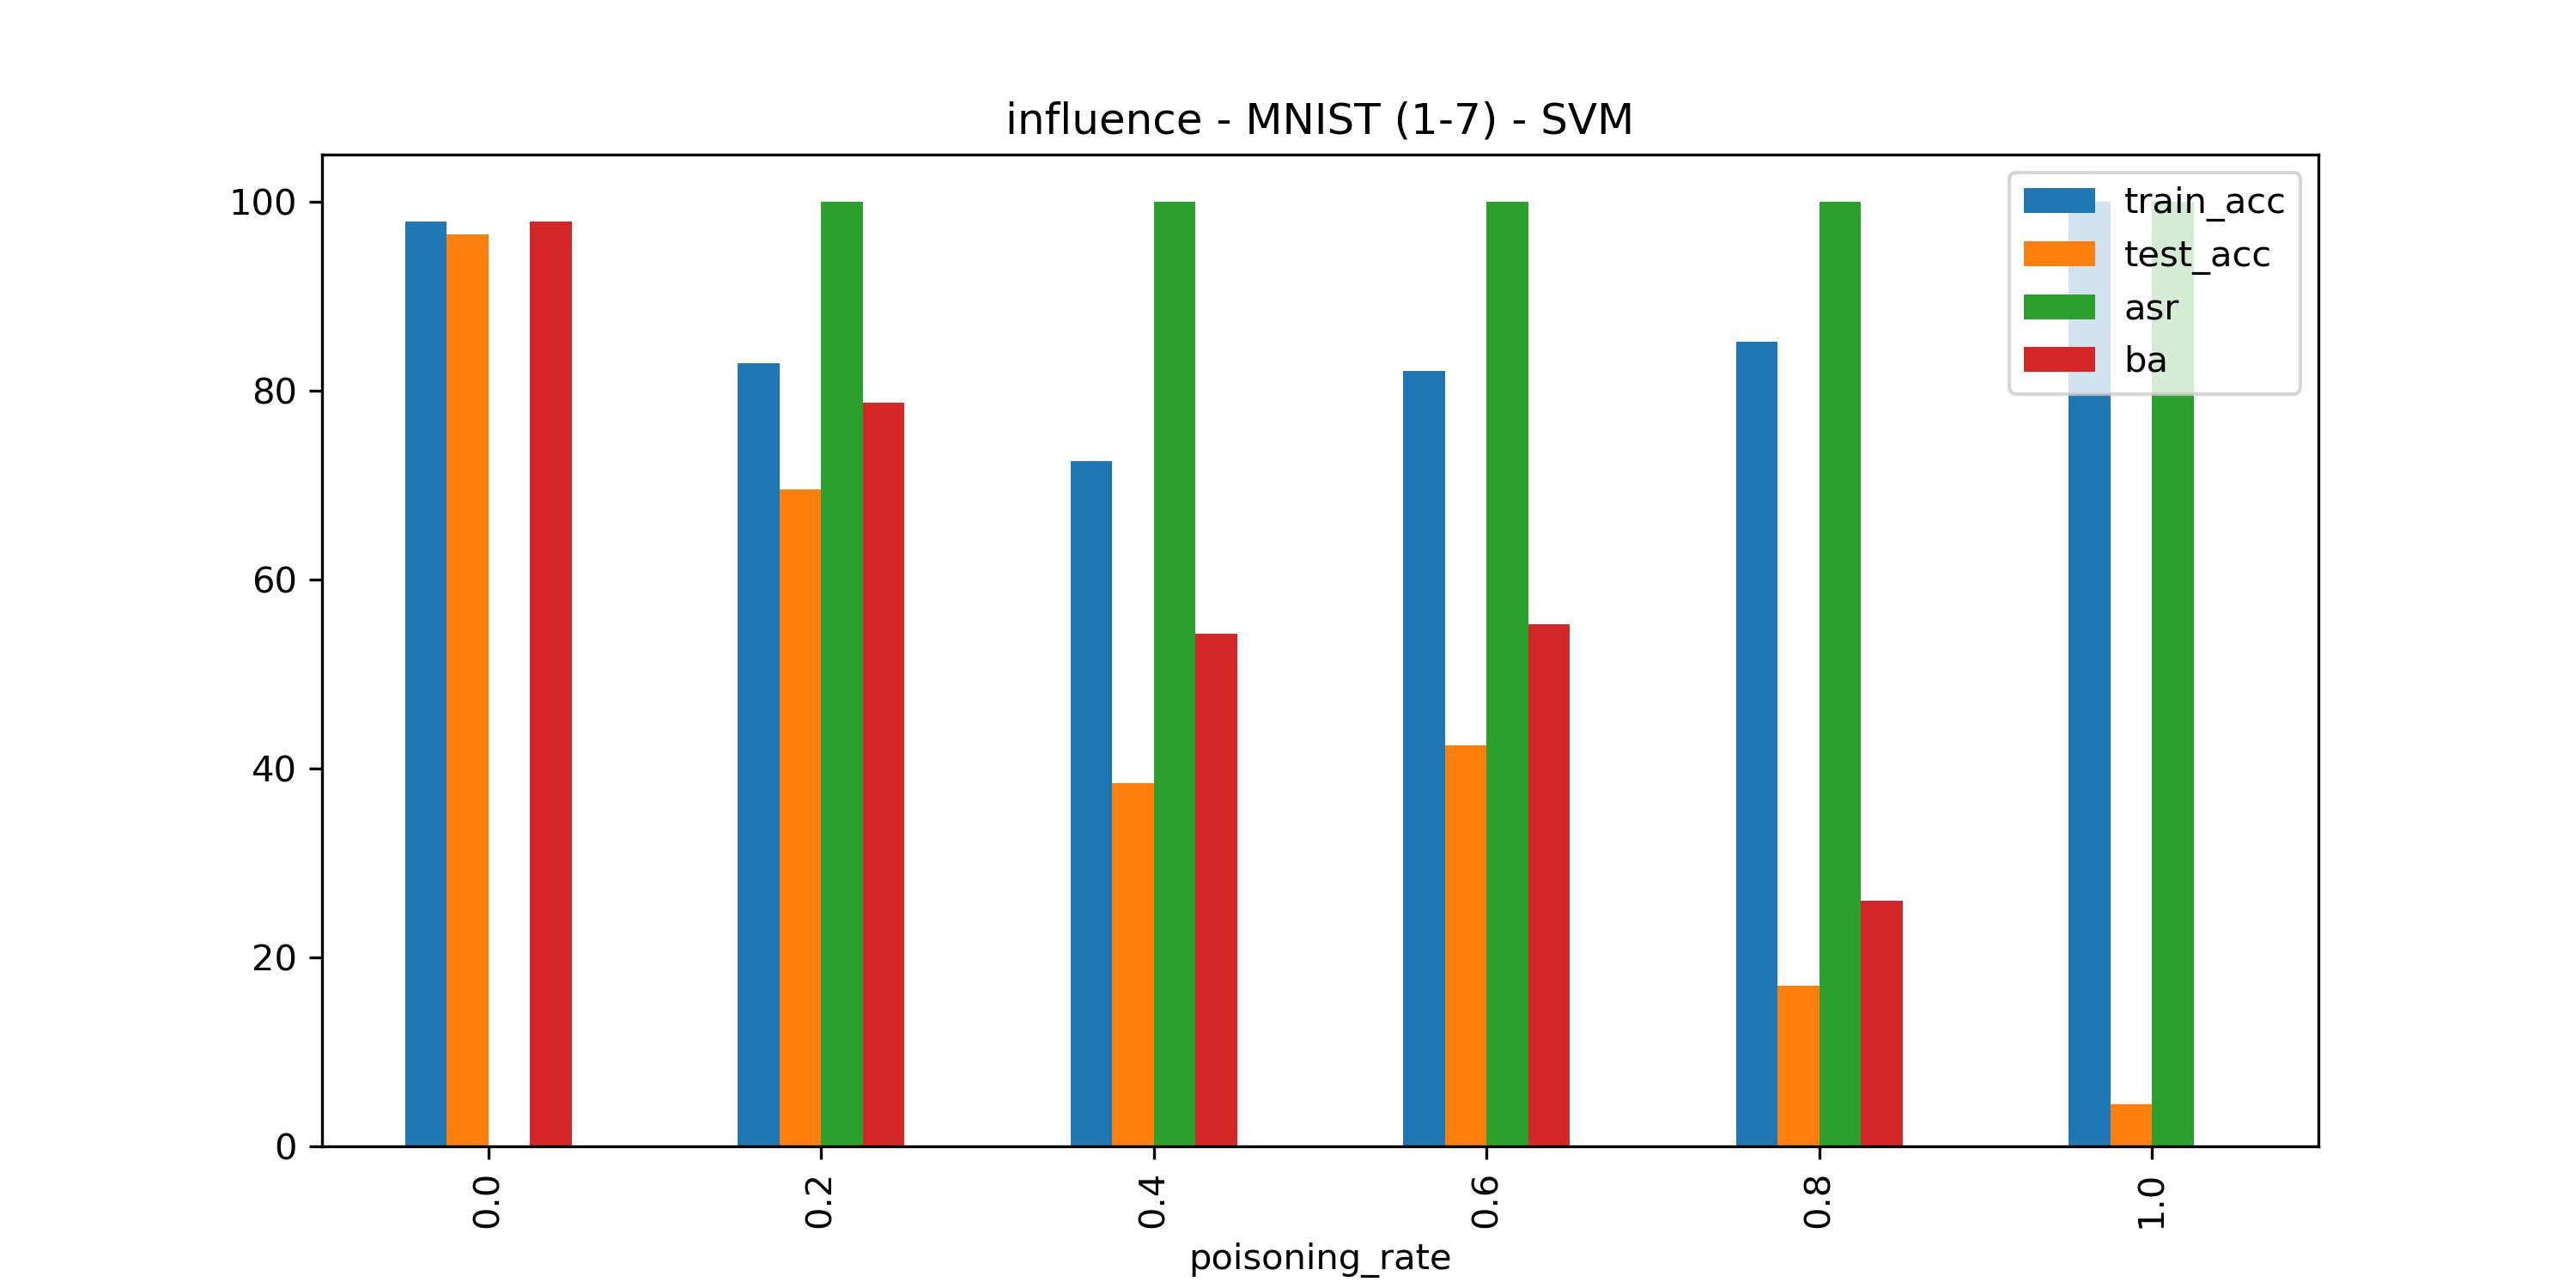 influence - MNIST (1-7) - SVM
100
80
60
40
20
0
train_acc
test_acc
asr
ba
0.0
0.2
0.4
0.6
0.8
1.0
poisoning_rate